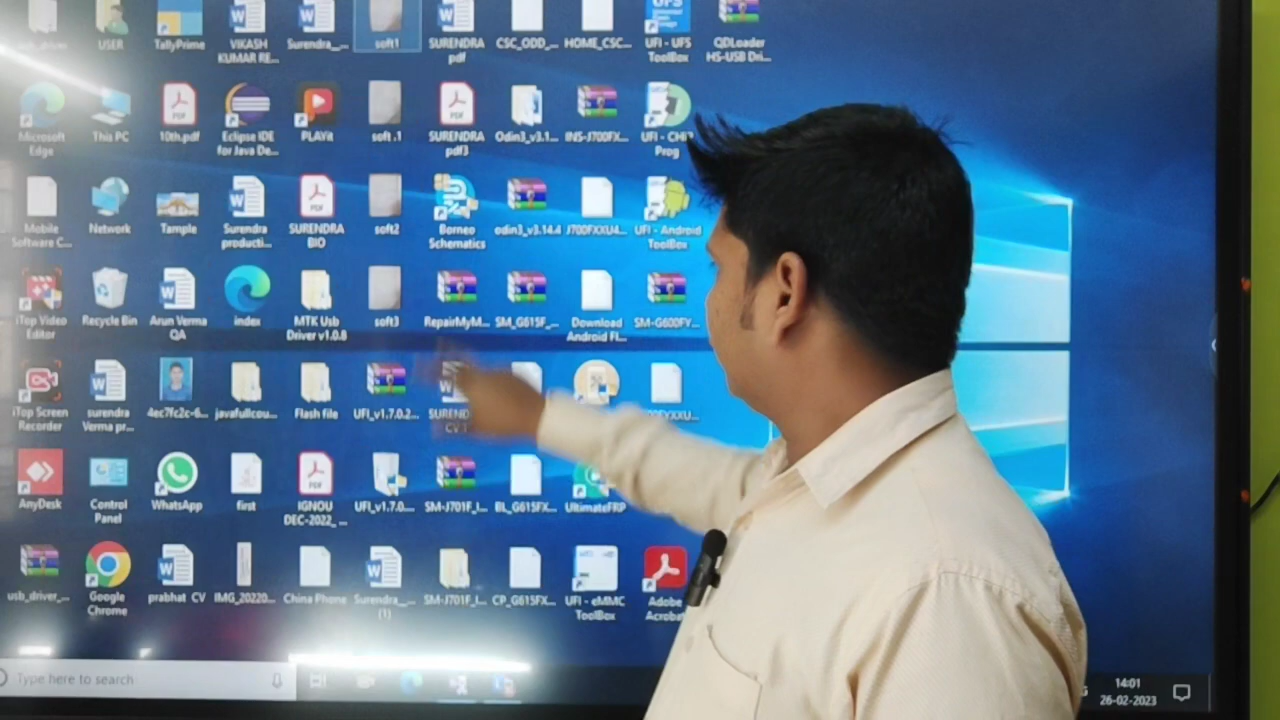 USER
TallyPrime
VIKASH
KUMAR RE...
Surendra_...
soft1
SURENDRA
pdf
CSC_ODD_...
HOME_CSC...
UFS
UFI - UFS
ToolBox
QDLoader
HS-USB Dri...
Microsoft
Edge
This PC
10th.pdf
Eclipse IDE
for Java De...
PLAYit
soft .1
SURENDRA
pdf3
Odin3_v3.1...
INS-J700FX...
UFI - CHIP
Prog
Mobile
Software C...
Network
Tample
Surendra
producti...
SURENDRA
BIO
soft2
Borneo
Schematics
odin3_v3.14.4
J700FXXU4...
UFI - Android
ToolBox
iTop Video
Editor
Recycle Bin
Arun Verma
QA
index
MTK Usb
Driver v1.0.8
soft3
RepairMyM...
SM_G615F_...
Download
Android Fi...
SM-G600FY...
iTop Screen
Recorder
surendra
Verma pr...
4ec7fc2c-6...
javafullcou...
Flash file
UFI_v1.7.0.2...
AnyDesk
Control
Panel
WhatsApp
first
IGNOU
DEC-2022_...
UFI_v1.7.0....
SM-J701F_I...
BL_G615FX...
UltimateFRP
usb_driver_...
Google
Chrome
prabhat CV
IMG_20220...
China Phone
Surendra_...
(1)
SM-J701F_I...
CP_G615FX...
UFI - eMMC
ToolBox
Adobe
Acrobat
Type here to search
14:01
26-02-2023